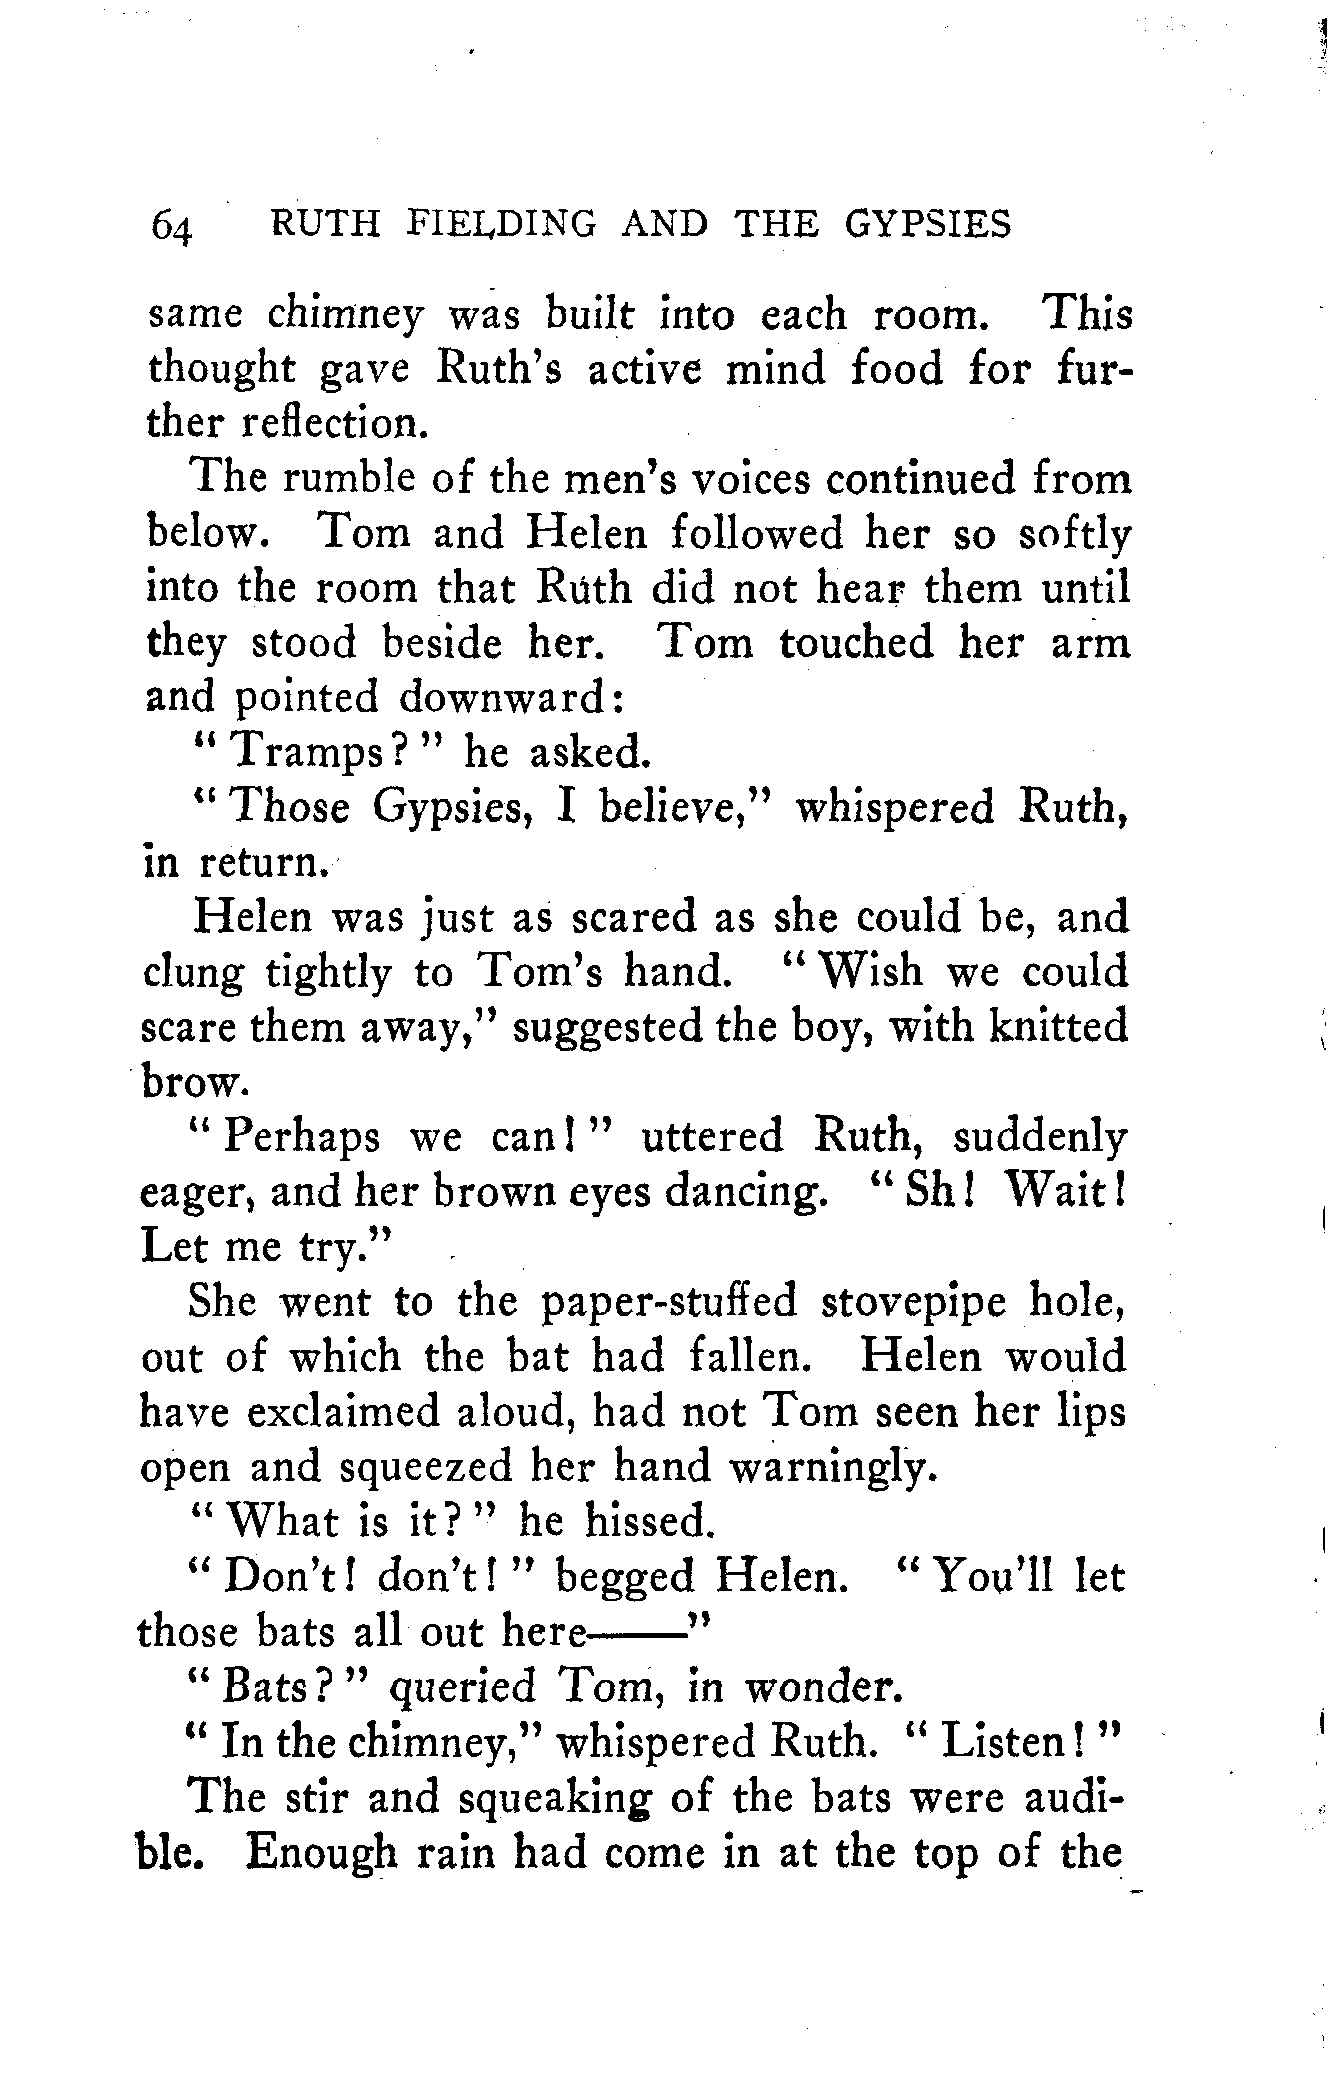 64 RUTH FIELDING AND THE GYPSIES
same chimney was built into each room. This
thought gave Ruth's active mind food for fur-
ther reflection.
The rumble of the men's voices continued from
below. Tom and Helen followed her so softly
into the room that Ruth did not hear them until
they stood beside her. Tom touched her arm
and pointed downward:
" Tramps? " he asked.
" Those Gypsies, I believe," whispered Ruth,
in return.
Helen was just as scared as she could be, and
clung tightly to Tom's hand. " Wish we could
scare them away," suggested the boy, with knitted
brow.
" Perhaps we can! " uttered Ruth, suddenly
eager, and her brown eyes dancing. " Sh! Wait!
Let me try."
She went to the paper-stuffed stovepipe hole,
out of which the bat had fallen. Helen would
have exclaimed aloud, had not Tom seen her lips
open and squeezed her hand warningly.
" What is it? " he hissed.
" Don't! don't! " begged Helen. " You'll let
those bats all out here——"
" Bats? " queried Tom, in wonder.
" In the chimney," whispered Ruth. " Listen! "
The stir and squeaking of the bats were audi-
ble. Enough rain had come in at the top of the